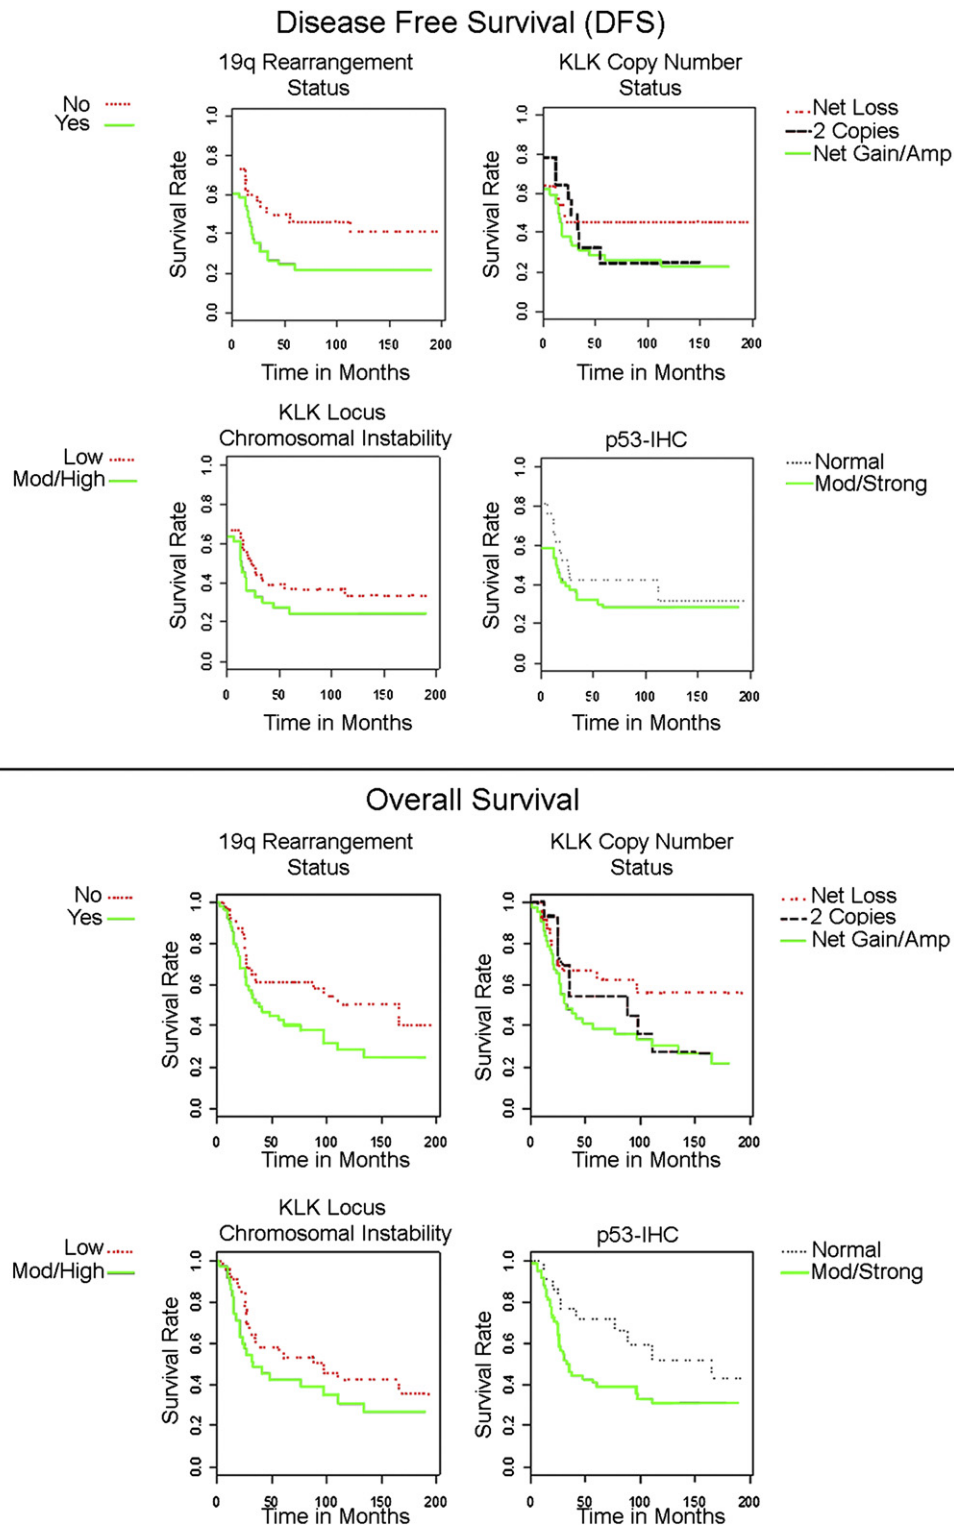 Disease Free Survival (DFS)
19q Rearrangement
Status
No
Yes
Survival Rate
1.0
0.8
0.6
0.4
0.2
0.0
0 50 100 150 200
Time in Months
KLK Copy Number
Status
Net Loss
2 Copies
Net Gain/Amp
Survival Rate
1.0
0.8
0.6
0.4
0.2
0.0
0 50 100 150 200
Time in Months
KLK Locus
Chromosomal Instability
Low
Mod/High
Survival Rate
1.0
0.8
0.6
0.4
0.2
0.0
0 50 100 150 200
Time in Months
p53-IHC
Normal
Mod/Strong
Survival Rate
1.0
0.8
0.6
0.4
0.2
0.0
0 50 100 150 200
Time in Months
Overall Survival
19q Rearrangement
Status
No
Yes
Survival Rate
1.0
0.8
0.6
0.4
0.2
0.0
0 50 100 150 200
Time in Months
KLK Copy Number
Status
Net Loss
2 Copies
Net Gain/Amp
Survival Rate
1.0
0.8
0.6
0.4
0.2
0.0
0 50 100 150 200
Time in Months
KLK Locus
Chromosomal Instability
Low
Mod/High
Survival Rate
1.0
0.8
0.6
0.4
0.2
0.0
0 50 100 150 200
Time in Months
p53-IHC
Normal
Mod/Strong
Survival Rate
1.0
0.8
0.6
0.4
0.2
0.0
0 50 100 150 200
Time in Months